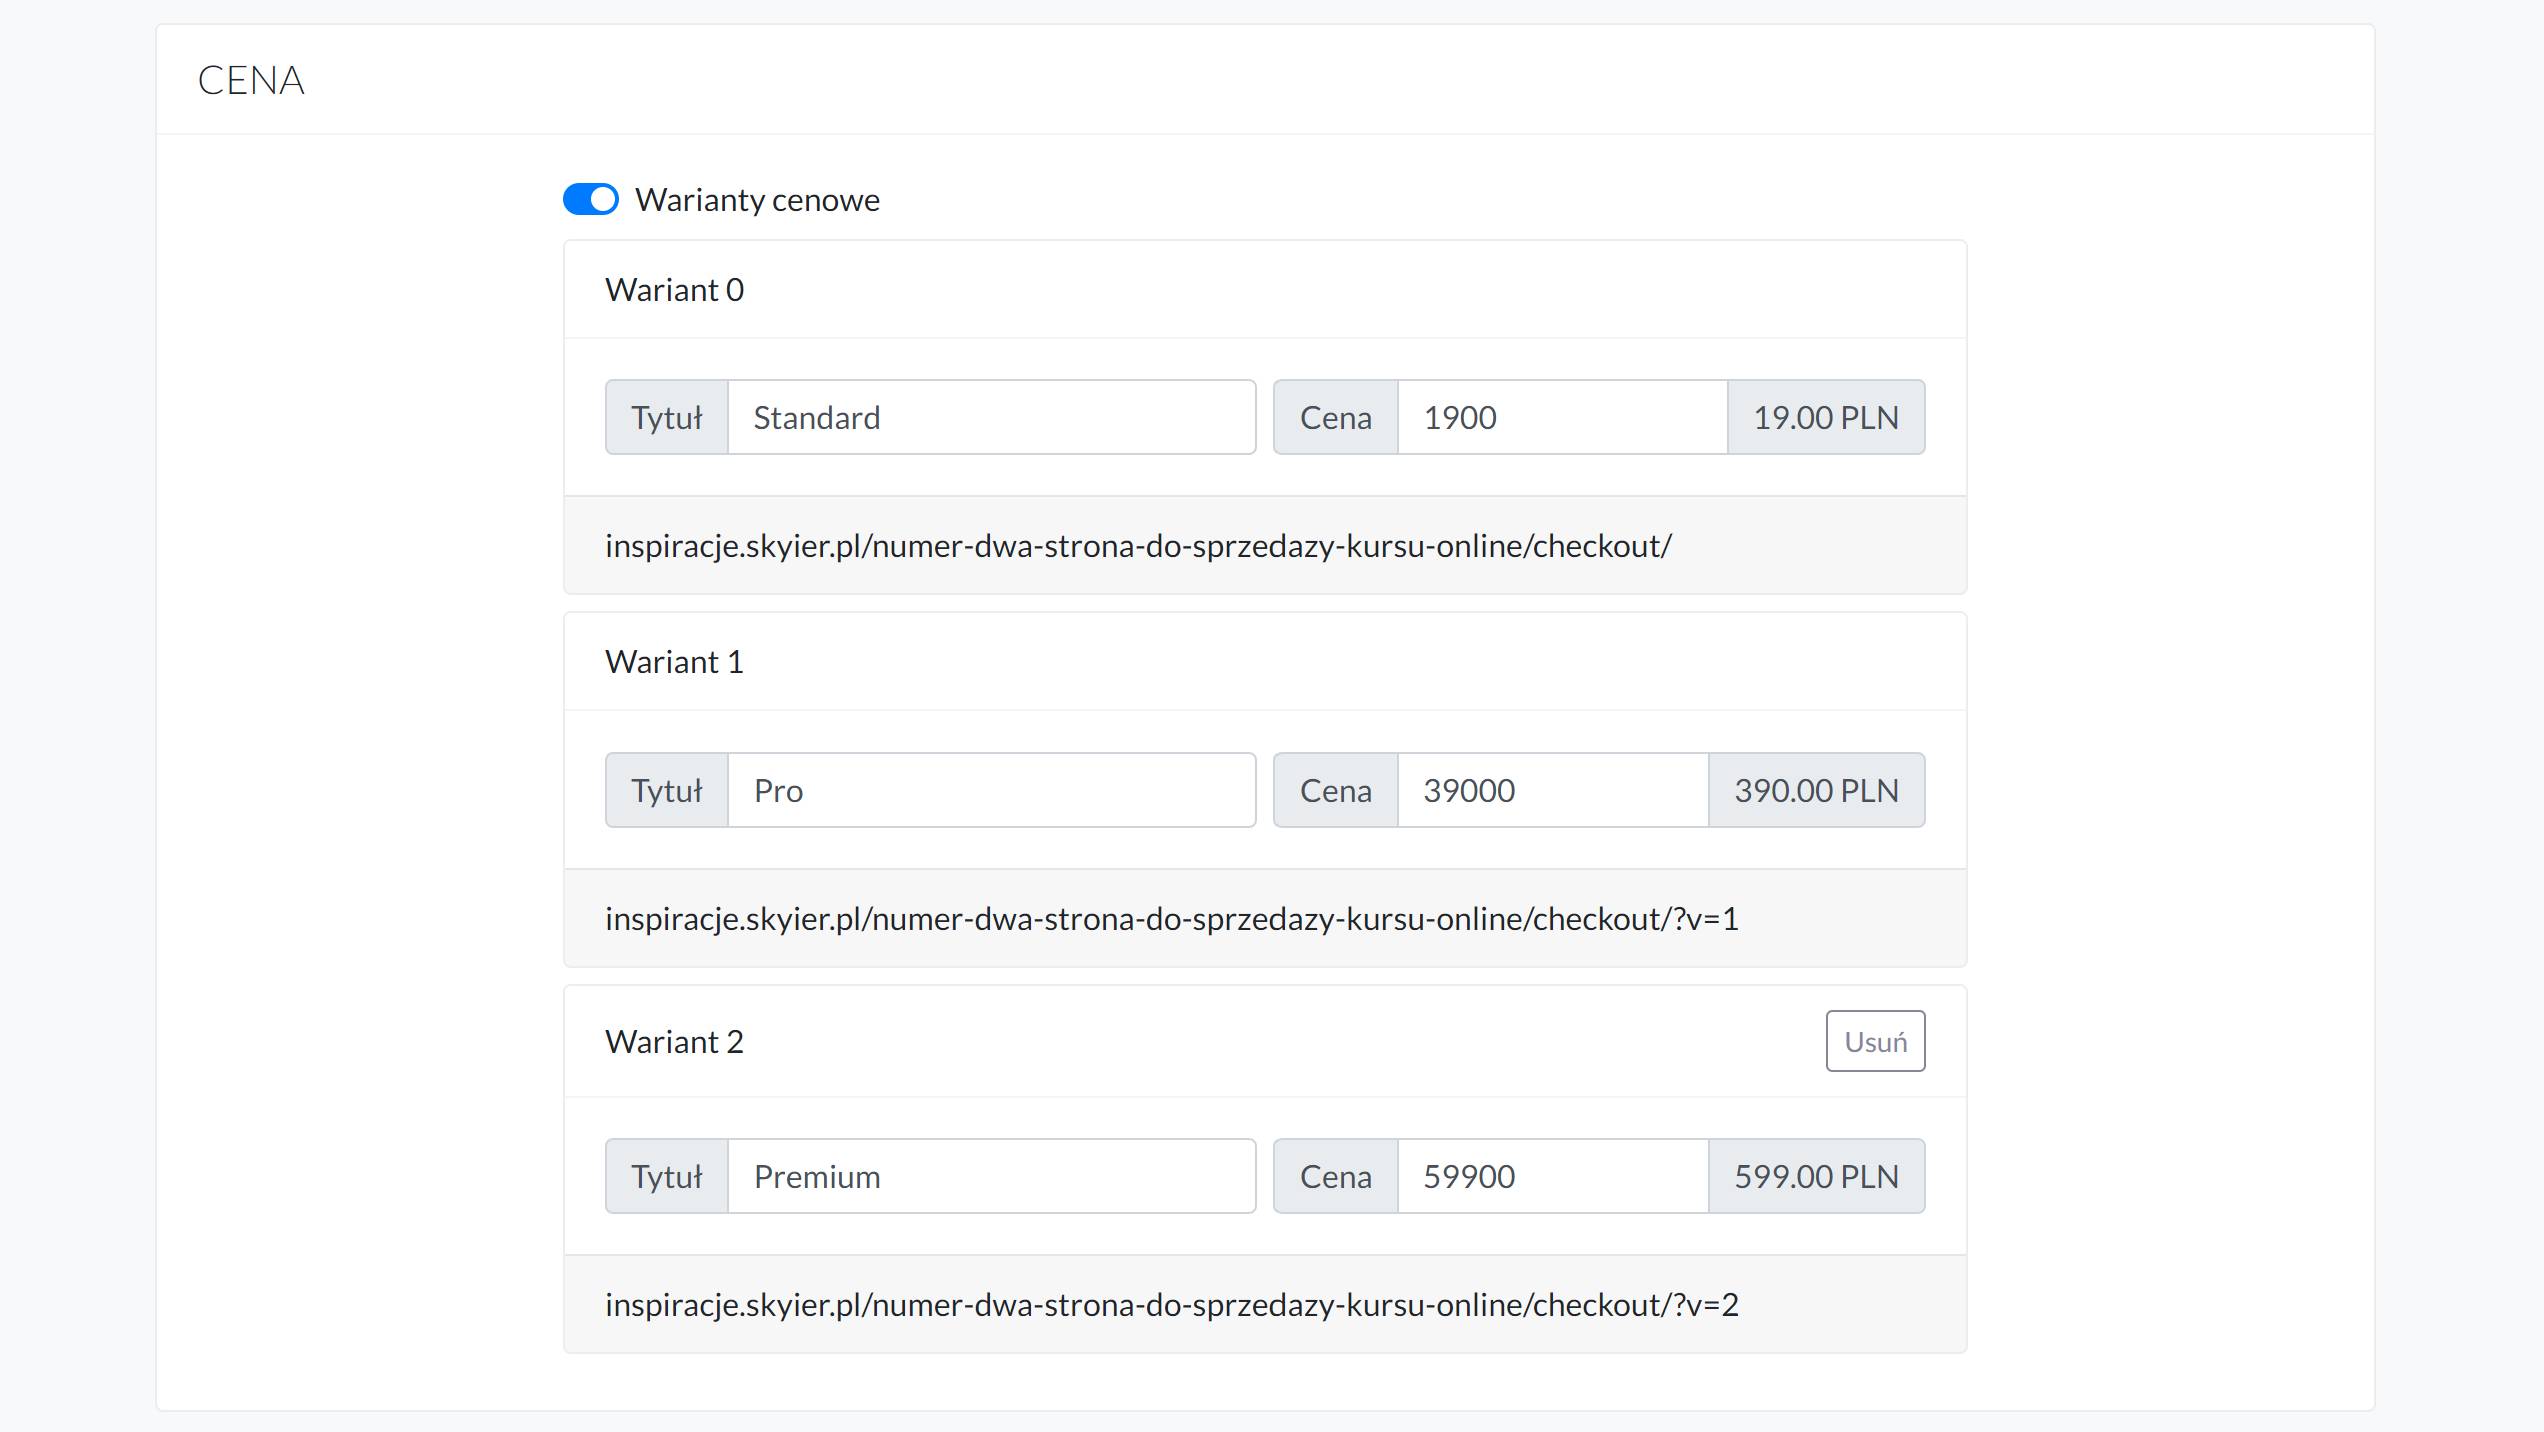 CENA
Warianty cenowe
Wariant 0
Tytuł Standard Cena 1900 19.00 PLN
inspiracje.skyier.pl/numer-dwa-strona-do-sprzedazy-kursu-online/checkout/
Wariant 1
Tytuł Pro Cena 39000 390.00 PLN
inspiracje.skyier.pl/numer-dwa-strona-do-sprzedazy-kursu-online/checkout/?v=1
Wariant 2 Usuń
Tytuł Premium Cena 59900 599.00 PLN
inspiracje.skyier.pl/numer-dwa-strona-do-sprzedazy-kursu-online/checkout/?v=2